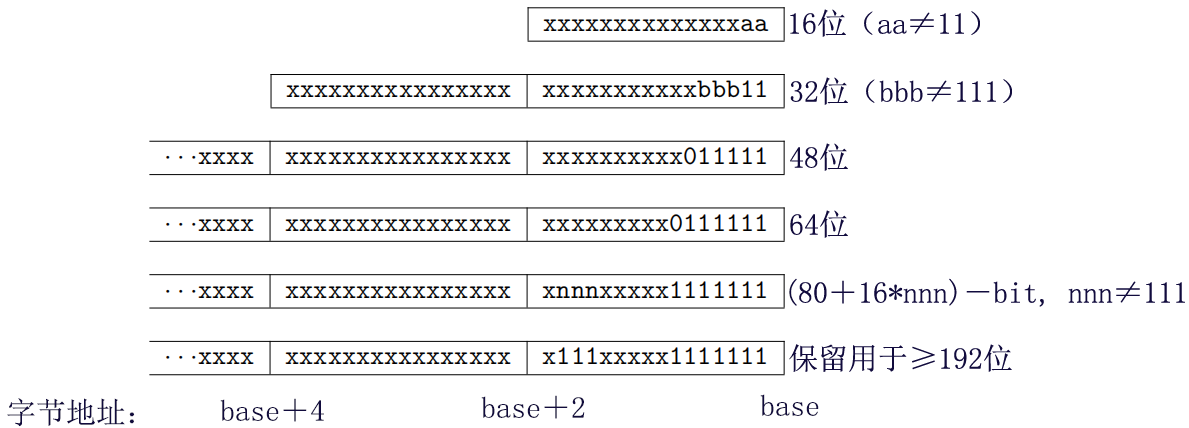 xxxxxxxxxxxxxxaa 16位（aa≠11）
xxxxxxxxxxxxxxxx xxxxxxxxxxxbbb11 32位（bbb≠111）
···xxxx xxxxxxxxxxxxxxxx xxxxxxxxxx011111 48位
···xxxx xxxxxxxxxxxxxxxx xxxxxxxxx0111111 64位
···xxxx xxxxxxxxxxxxxxxx xnnnxxxxx1111111 (80＋16*nnn)－bit, nnn≠111
···xxxx xxxxxxxxxxxxxxxx x111xxxxx1111111 保留用于≥192位
字节地址： base＋4 base＋2 base